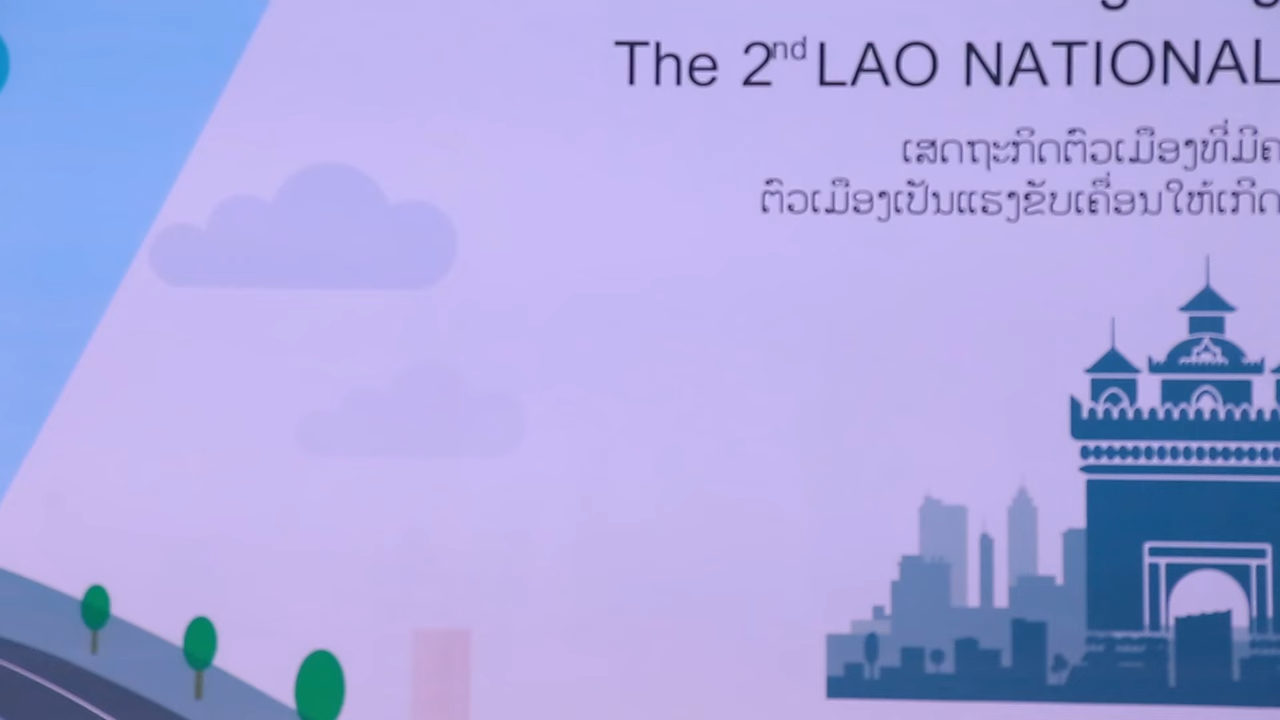 The 2nd LAO NATIONAL
ເສດຖະກິດຕົວເມືອງທີ່ມີຄ
ຕົວເມືອງເປັນແຮງຂັບເຄື່ອນໃຫ້ເກີດ